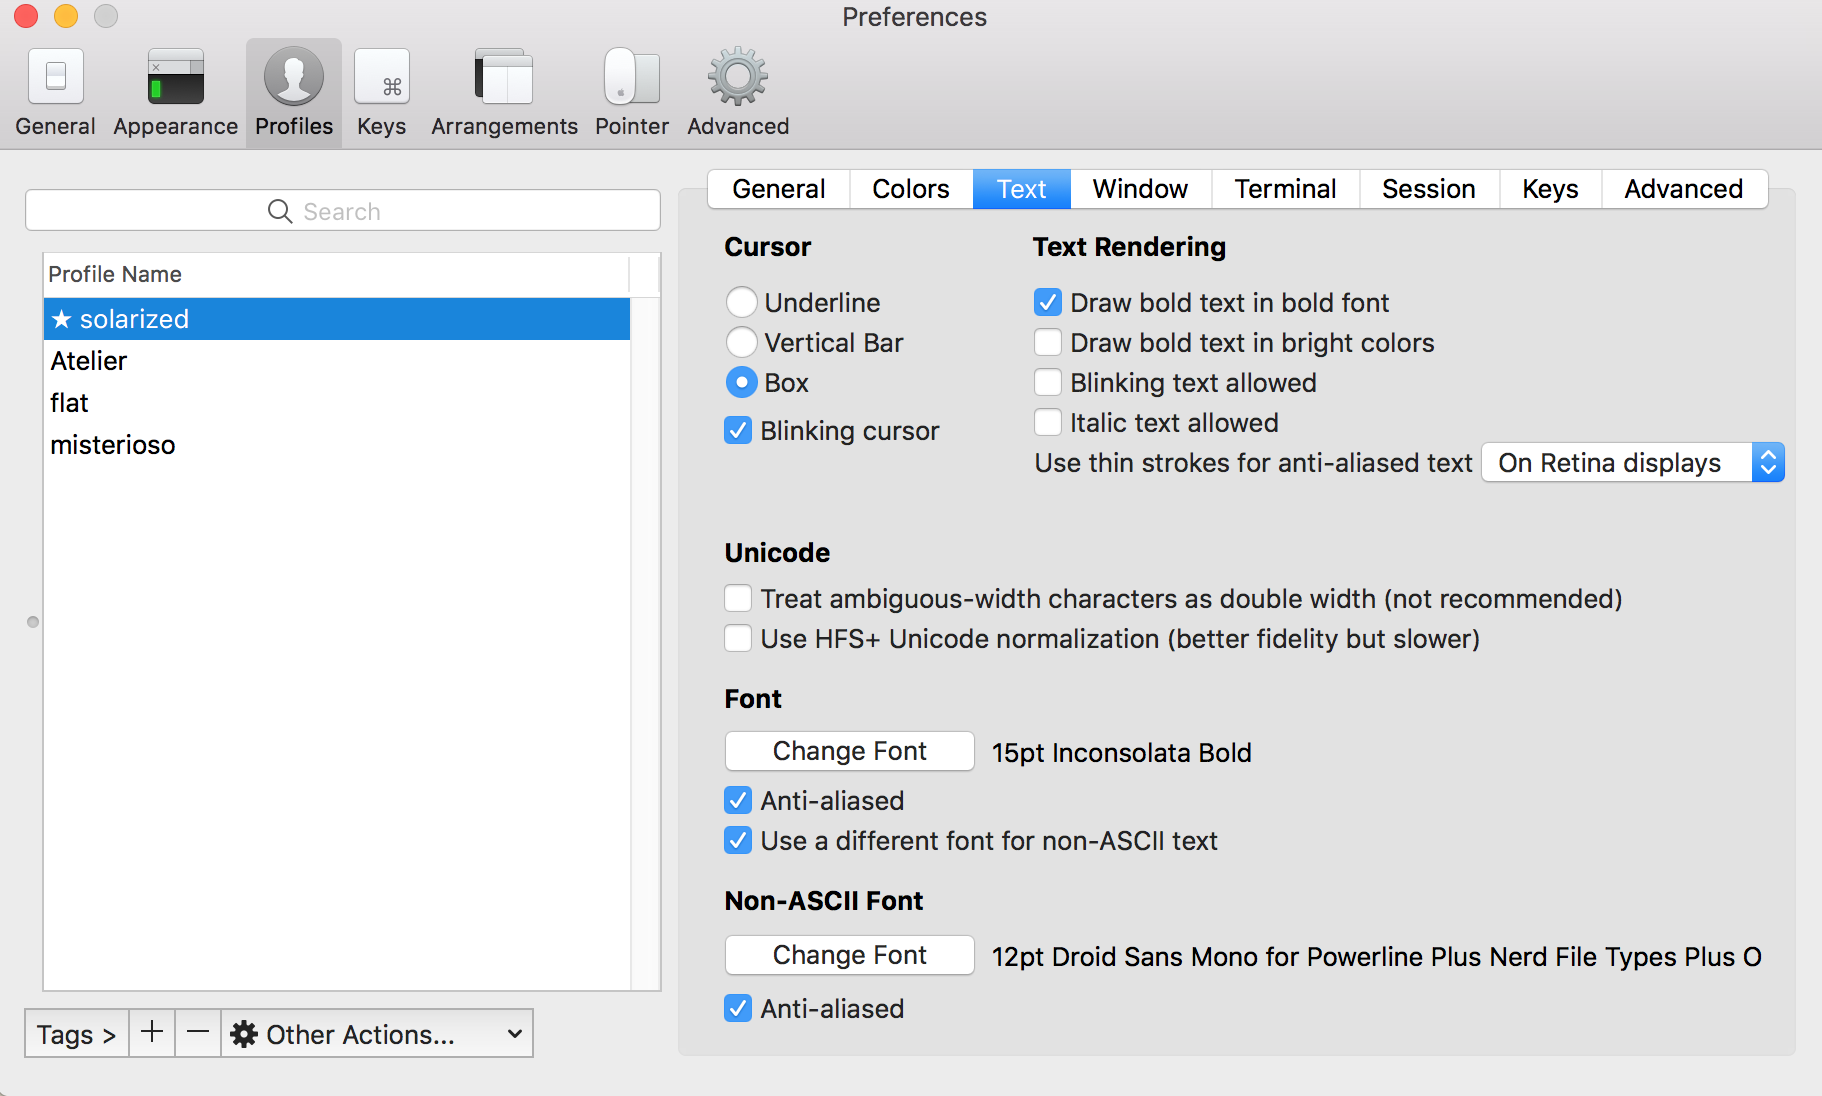 Preferences
General Appearance Profiles Keys Arrangements Pointer Advanced
Search
Profile Name
★ solarized
Atelier
flat
misterioso
Tags > + — Other Actions...
General Colors Text Window Terminal Session Keys Advanced
Cursor
Underline
Vertical Bar
Box
Blinking cursor
Text Rendering
Draw bold text in bold font
Draw bold text in bright colors
Blinking text allowed
Italic text allowed
Use thin strokes for anti-aliased text On Retina displays
Unicode
Treat ambiguous-width characters as double width (not recommended)
Use HFS+ Unicode normalization (better fidelity but slower)
Font
Change Font 15pt Inconsolata Bold
Anti-aliased
Use a different font for non-ASCII text
Non-ASCII Font
Change Font 12pt Droid Sans Mono for Powerline Plus Nerd File Types Plus O
Anti-aliased